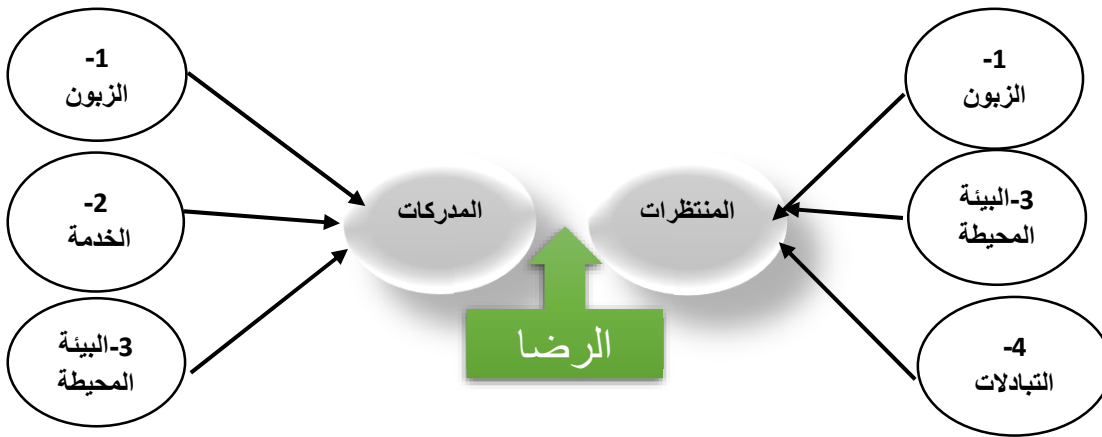 1-
الزبون
3-البيئة
المحيطة
4-
التبادلات
المنتظرات
المدركات
الرضا
1-
الزبون
2-
الخدمة
3-البيئة
المحيطة